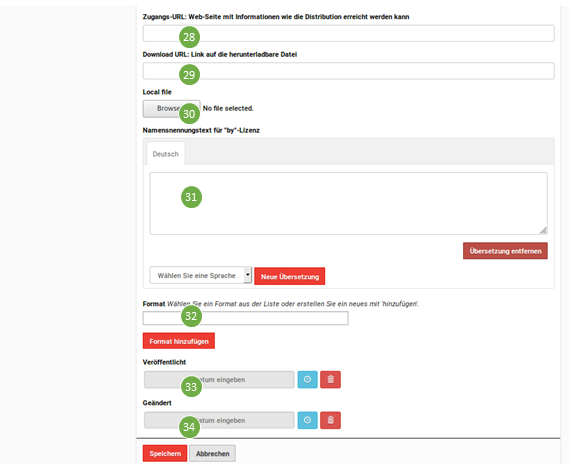 Zugangs-URL: Web-Seite mit Informationen wie die Distribution erreicht werden kann
28
Download URL: Link auf die herunterladbare Datei
29
Local file
Browse No file selected.
30
Namensnennungstext für "by"-Lizenz
Deutsch
31
Übersetzung entfernen
Wählen Sie eine Sprache Neue Übersetzung
Format Wählen Sie ein Format aus der Liste oder erstellen Sie ein neues mit 'hinzufügen'.
32
Format hinzufügen
Veröffentlicht
atum eingeben
33
Geändert
atum eingeben
34
Speichern Abbrechen